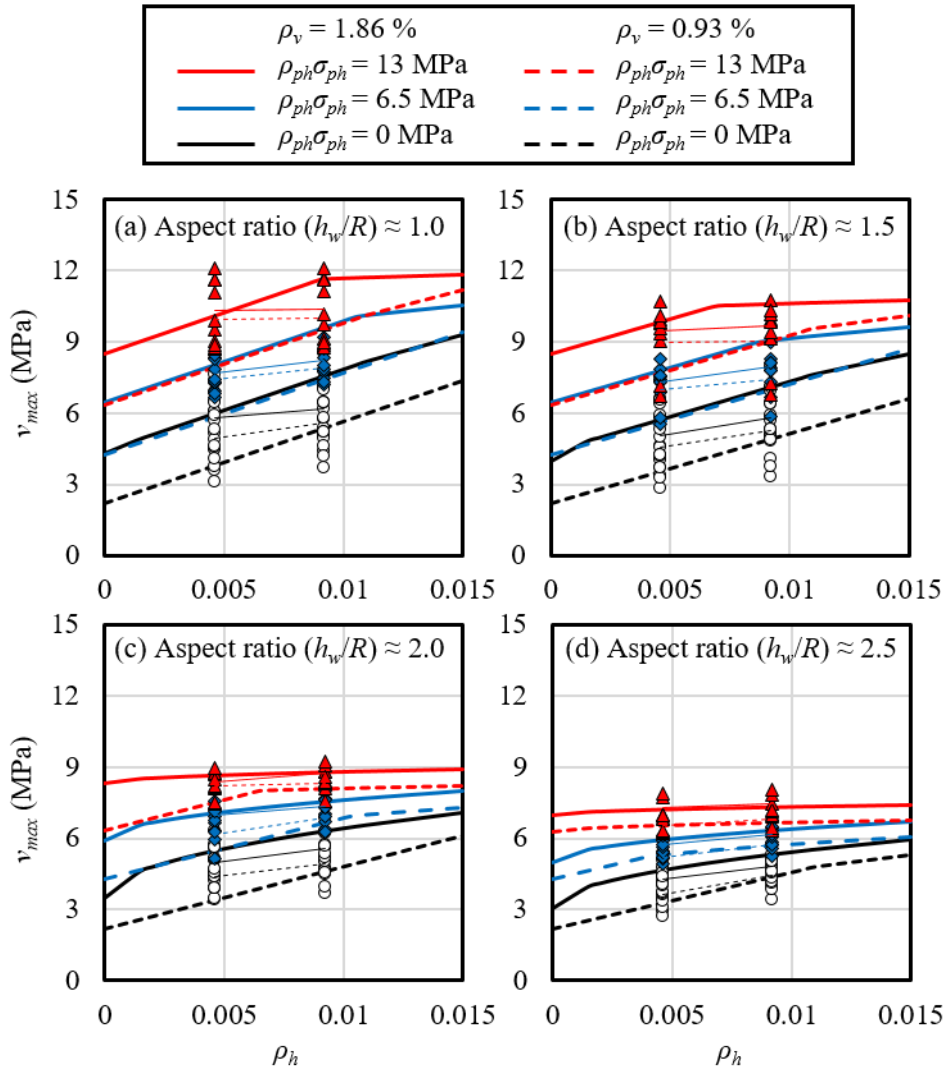 ρv = 1.86 % ρv = 0.93 %
ρphσph = 13 MPa ρphσph = 13 MPa
ρphσph = 6.5 MPa ρphσph = 6.5 MPa
ρphσph = 0 MPa ρphσph = 0 MPa
(a) Aspect ratio (hw/R) ≈ 1.0
15
12
9
6
3
0
vmax (MPa)
0 0.005 0.01 0.015
(b) Aspect ratio (hw/R) ≈ 1.5
15
12
9
6
3
0
0 0.005 0.01 0.015
(c) Aspect ratio (hw/R) ≈ 2.0
15
12
9
6
3
0
vmax (MPa)
0 0.005 0.01 0.015
ρh
(d) Aspect ratio (hw/R) ≈ 2.5
15
12
9
6
3
0
0 0.005 0.01 0.015
ρh